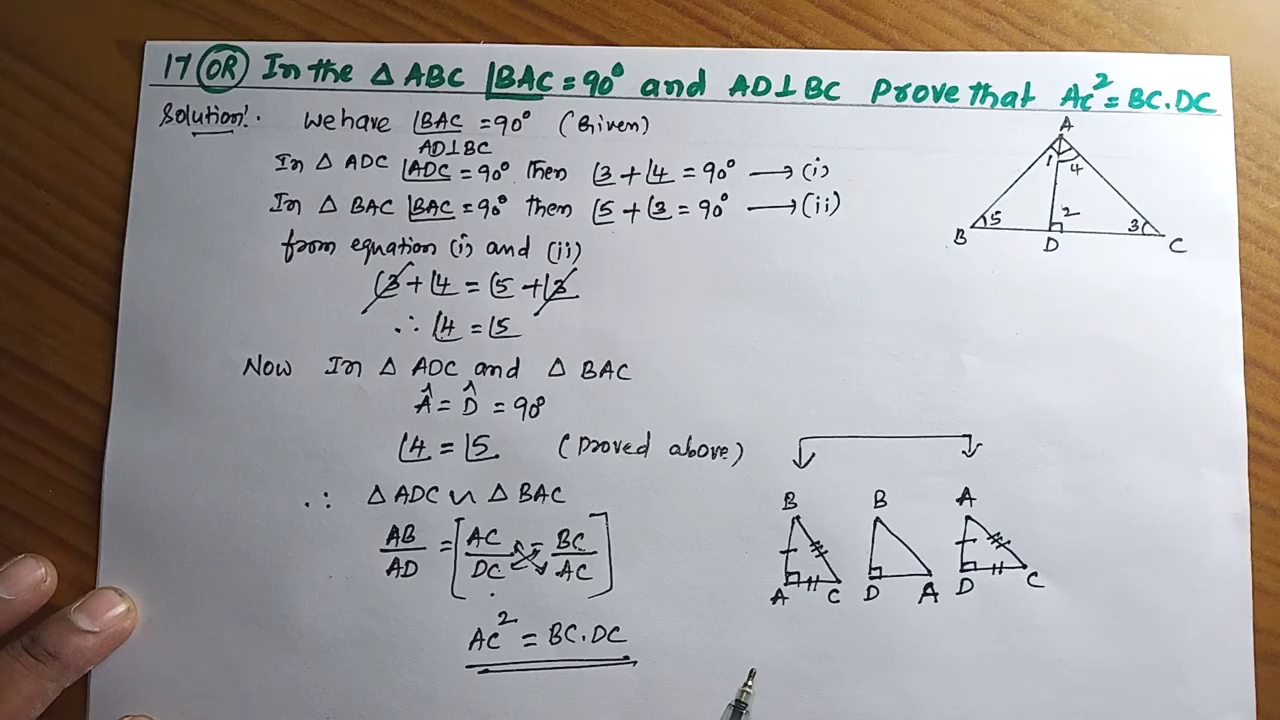 17 OR In the △ ABC ∠BAC = 90° and AD⊥BC Prove that AC² = BC.DC
Solution:. We have ∠BAC = 90° (Given)
AD⊥BC
In △ ADC ∠ADC = 90° then ∠3 + ∠4 = 90° → (i)
In △ BAC ∠BAC = 90° then ∠5 + ∠3 = 90° → (ii)
from equation (i) and (ii)
∠3 + ∠4 = ∠5 + ∠3
∴ ∠4 = ∠5
Now In △ ADC and △ BAC
Â = D̂ = 90°
∠4 = ∠5 (Proved above)
∴ △ ADC ∽ △ BAC
AB/AD = [AC/DC = BC/AC]
AC² = BC.DC
A
1 4
B 5 2 3 C
D
B B A
A C D A D C